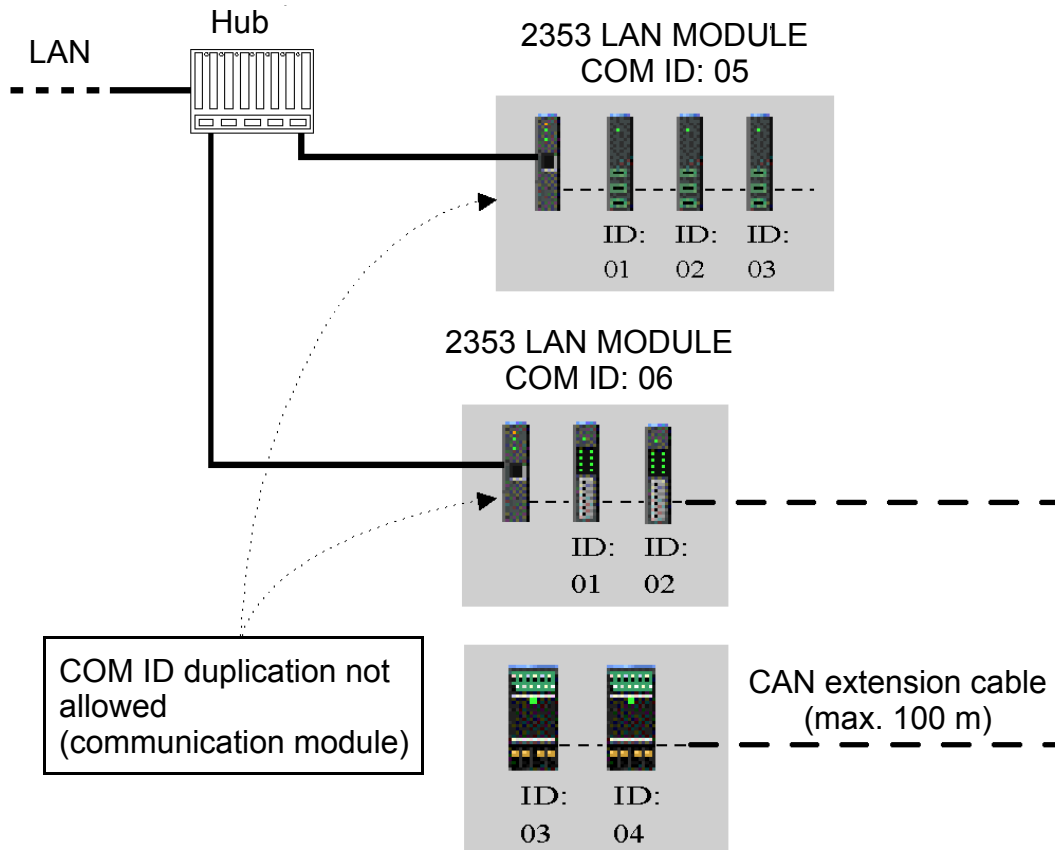 Hub
LAN
2353 LAN MODULE
COM ID: 05
ID: ID: ID:
01 02 03
2353 LAN MODULE
COM ID: 06
ID: ID:
01 02
COM ID duplication not
allowed
(communication module)
CAN extension cable
(max. 100 m)
ID: ID:
03 04